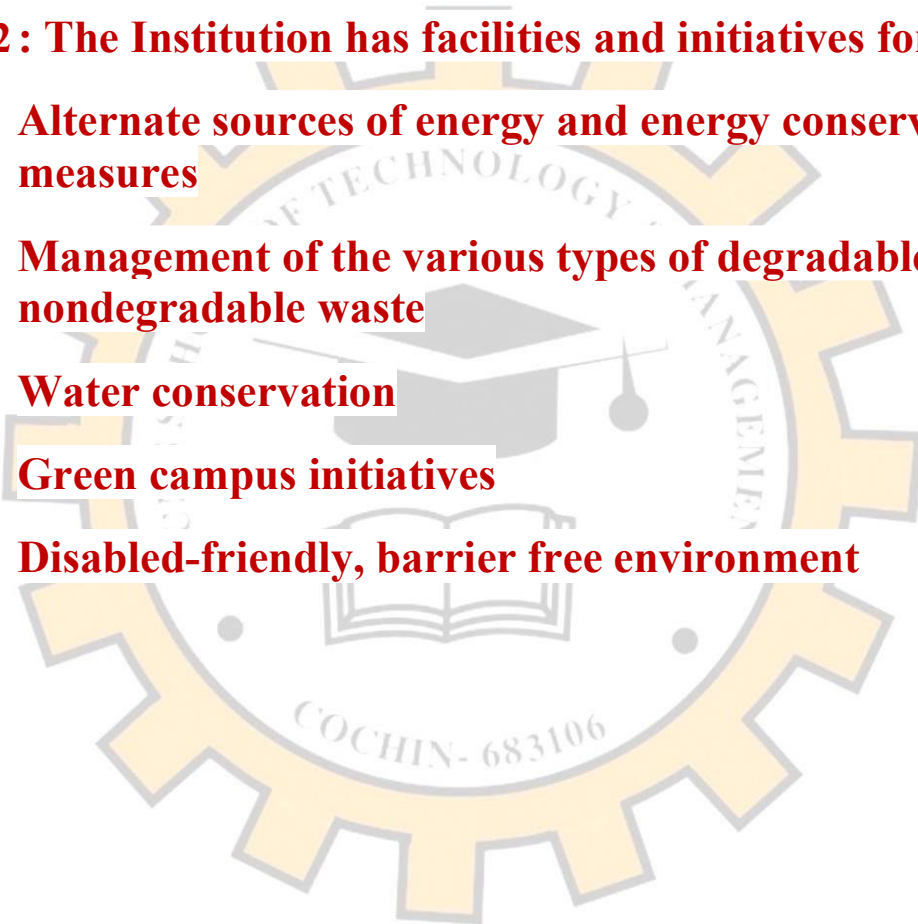 2 : The Institution has facilities and initiatives for
Alternate sources of energy and energy conserv
measures
Management of the various types of degradable
nondegradable waste
Water conservation
Green campus initiatives
Disabled-friendly, barrier free environment
OF TECHNOLOGY &
MANAGEMEN
COCHIN- 683106